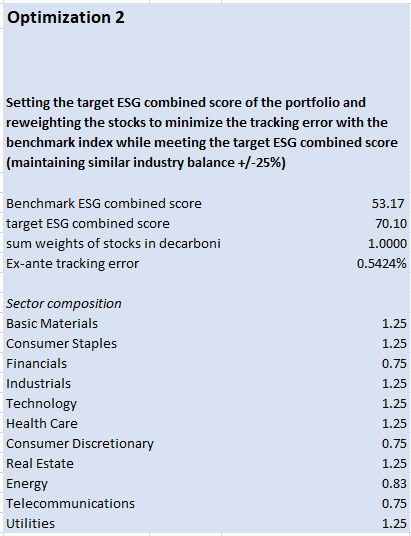 Optimization 2
Setting the target ESG combined score of the portfolio and
reweighting the stocks to minimize the tracking error with the
benchmark index while meeting the target ESG combined score
(maintaining similar industry balance +/-25%)
Benchmark ESG combined score 53.17
target ESG combined score 70.10
sum weights of stocks in decarboni 1.0000
Ex-ante tracking error 0.5424%
Sector composition
Basic Materials 1.25
Consumer Staples 1.25
Financials 0.75
Industrials 1.25
Technology 1.25
Health Care 1.25
Consumer Discretionary 0.75
Real Estate 1.25
Energy 0.83
Telecommunications 0.75
Utilities 1.25